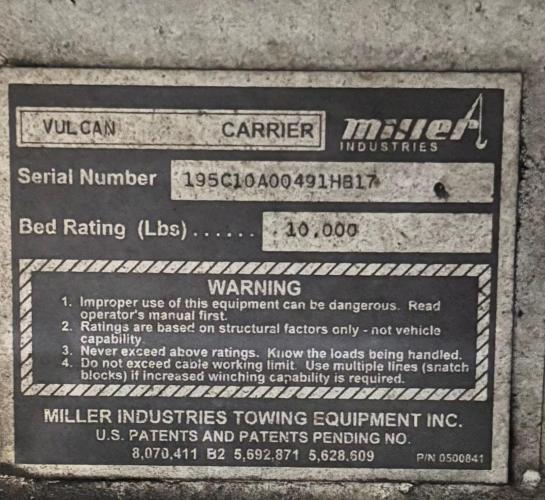 VULCAN CARRIER miller
INDUSTRIES
Serial Number 195C10A00491HB17
Bed Rating (Lbs)...... 10,000
WARNING
1. Improper use of this equipment can be dangerous. Read
operator's manual first.
2. Ratings are based on structural factors only - not vehicle
capability.
3. Never exceed above ratings. Know the loads being handled.
4. Do not exceed cable working limit. Use multiple lines (snatch
blocks) if increased winching capability is required.
MILLER INDUSTRIES TOWING EQUIPMENT INC.
U.S. PATENTS AND PATENTS PENDING NO.
8,070,411 B2 5,692,871 5,628,609 P/N 0500841